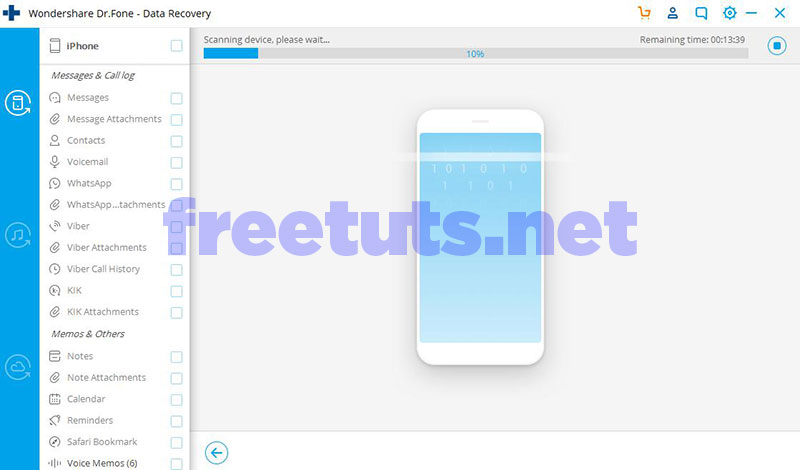 Wondershare Dr.Fone - Data Recovery
iPhone
Scanning device, please wait...
Remaining time: 00:13:39
10%
Messages & Call log
Messages
Message Attachments
Contacts
Voicemail
WhatsApp
WhatsApp...tachments
Viber
Viber Attachments
Viber Call History
KIK
KIK Attachments
Memos & Others
Notes
Note Attachments
Calendar
Reminders
Safari Bookmark
Voice Memos (6)
1 0 1 0 1 0
1 1 0 1
freetuts.net